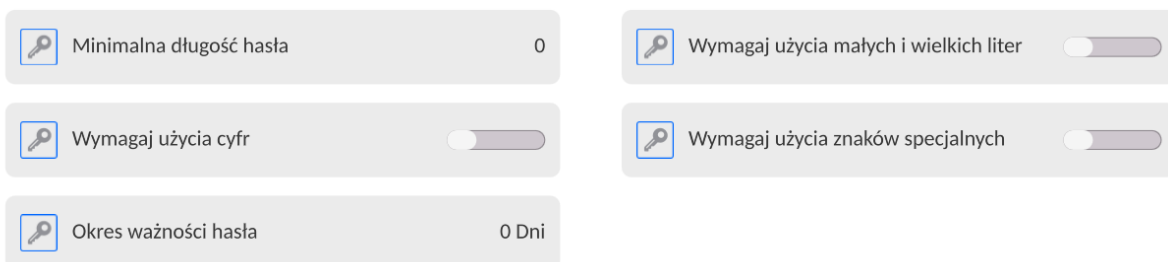 Minimalna długość hasła 0
Wymagaj użycia małych i wielkich liter
Wymagaj użycia cyfr
Wymagaj użycia znaków specjalnych
Okres ważności hasła 0 Dni